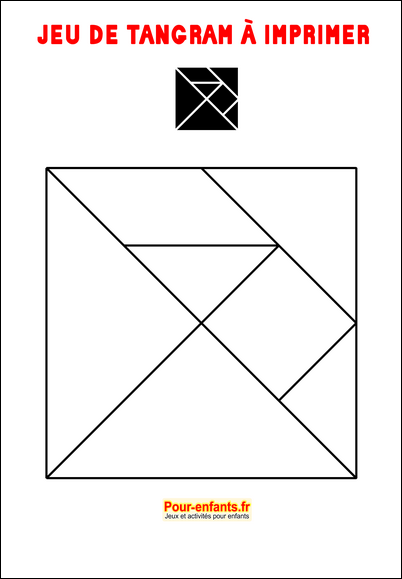 JEU DE TANGRAM À IMPRIMER
Pour-enfants.fr
Jeux et activités pour enfants